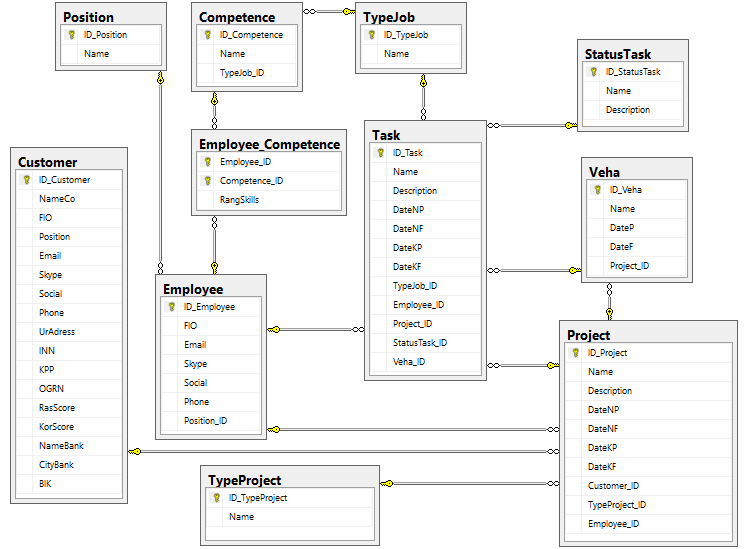 Position
ID_Position
Name
Competence
ID_Competence
Name
TypeJob_ID
TypeJob
ID_TypeJob
Name
StatusTask
ID_StatusTask
Name
Description
Employee_Competence
Employee_ID
Competence_ID
RangSkills
Task
ID_Task
Name
Description
DateNP
DateNF
DateKP
DateKF
TypeJob_ID
Employee_ID
Project_ID
StatusTask_ID
Veha_ID
Veha
ID_Veha
Name
DateP
DateF
Project_ID
Customer
ID_Customer
NameCo
FIO
Position
Email
Skype
Social
Phone
UrAdress
INN
KPP
OGRN
RasScore
KorScore
NameBank
CityBank
BIK
Employee
ID_Employee
FIO
Email
Skype
Social
Phone
Position_ID
Project
ID_Project
Name
Description
DateNP
DateNF
DateKP
DateKF
Customer_ID
TypeProject_ID
Employee_ID
TypeProject
ID_TypeProject
Name